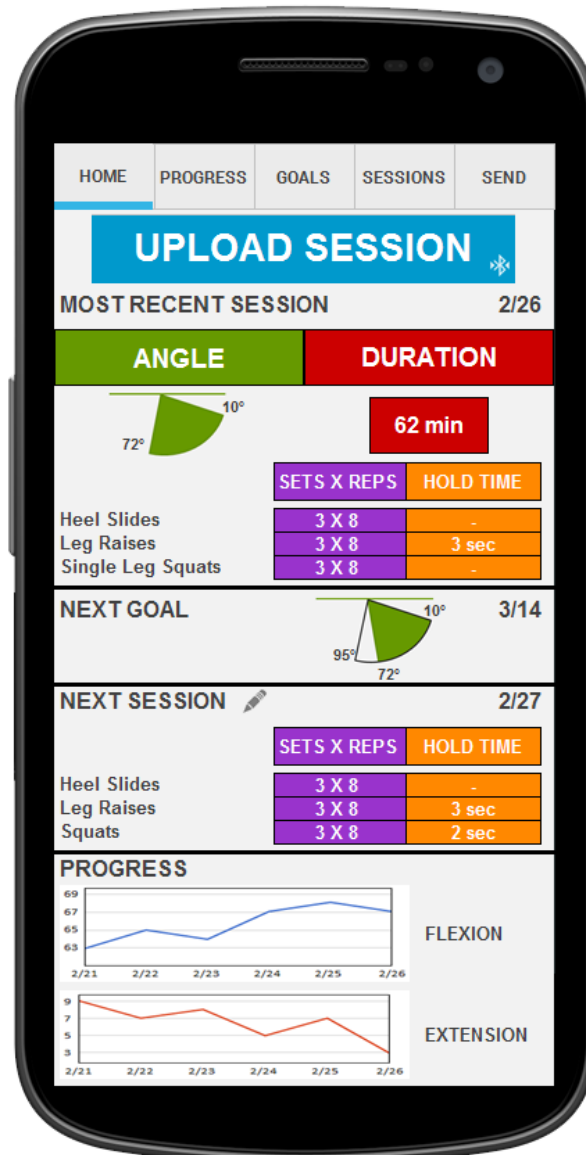 HOME PROGRESS GOALS SESSIONS SEND
UPLOAD SESSION
MOST RECENT SESSION 2/26
ANGLE DURATION
10°
72°
62 min
SETS X REPS HOLD TIME
Heel Slides 3 X 8 -
Leg Raises 3 X 8 3 sec
Single Leg Squats 3 X 8 -
NEXT GOAL 10° 3/14
95°
72°
NEXT SESSION 2/27
SETS X REPS HOLD TIME
Heel Slides 3 X 8 -
Leg Raises 3 X 8 3 sec
Squats 3 X 8 2 sec
PROGRESS
69
67
65
63
FLEXION
2/21 2/22 2/23 2/24 2/25 2/26
9
7
5
3
EXTENSION
2/21 2/22 2/23 2/24 2/25 2/26